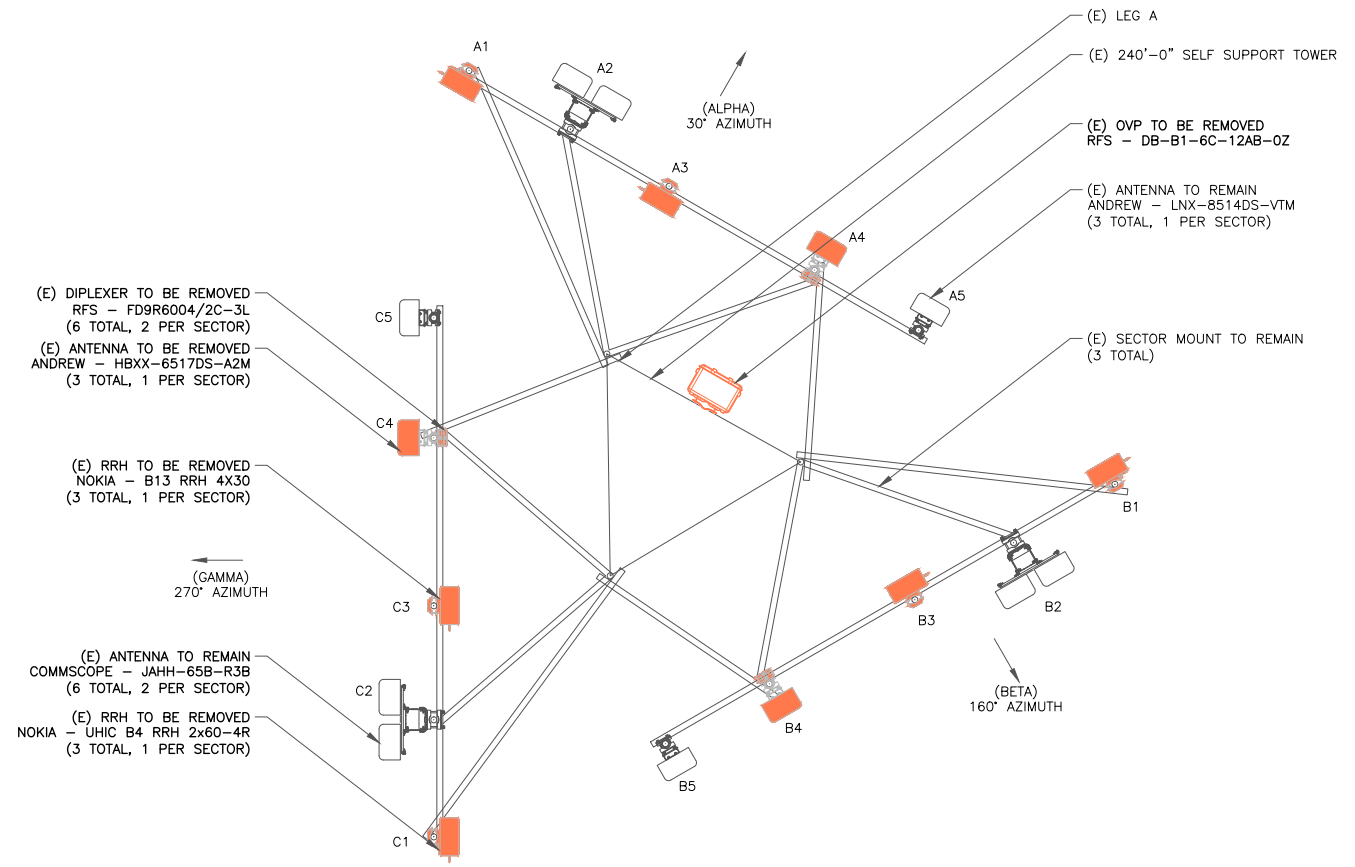 (E) LEG A
(E) 240'-0" SELF SUPPORT TOWER
(E) OVP TO BE REMOVED
RFS - DB-B1-6C-12AB-0Z
(E) ANTENNA TO REMAIN
ANDREW - LNX-8514DS-VTM
(3 TOTAL, 1 PER SECTOR)
(E) SECTOR MOUNT TO REMAIN
(3 TOTAL)
A1
A2
(ALPHA)
30° AZIMUTH
A3
A4
A5
(E) DIPLEXER TO BE REMOVED
RFS - FD9R6004/2C-3L
(6 TOTAL, 2 PER SECTOR)
(E) ANTENNA TO BE REMOVED
ANDREW - HBXX-6517DS-A2M
(3 TOTAL, 1 PER SECTOR)
(E) RRH TO BE REMOVED
NOKIA - B13 RRH 4X30
(3 TOTAL, 1 PER SECTOR)
(GAMMA)
270° AZIMUTH
(E) ANTENNA TO REMAIN
COMMSCOPE - JAHH-65B-R3B
(6 TOTAL, 2 PER SECTOR)
(E) RRH TO BE REMOVED
NOKIA - UHIC B4 RRH 2x60-4R
(3 TOTAL, 1 PER SECTOR)
C5
C4
C3
C2
C1
B1
B2
B3
(BETA)
160° AZIMUTH
B4
B5